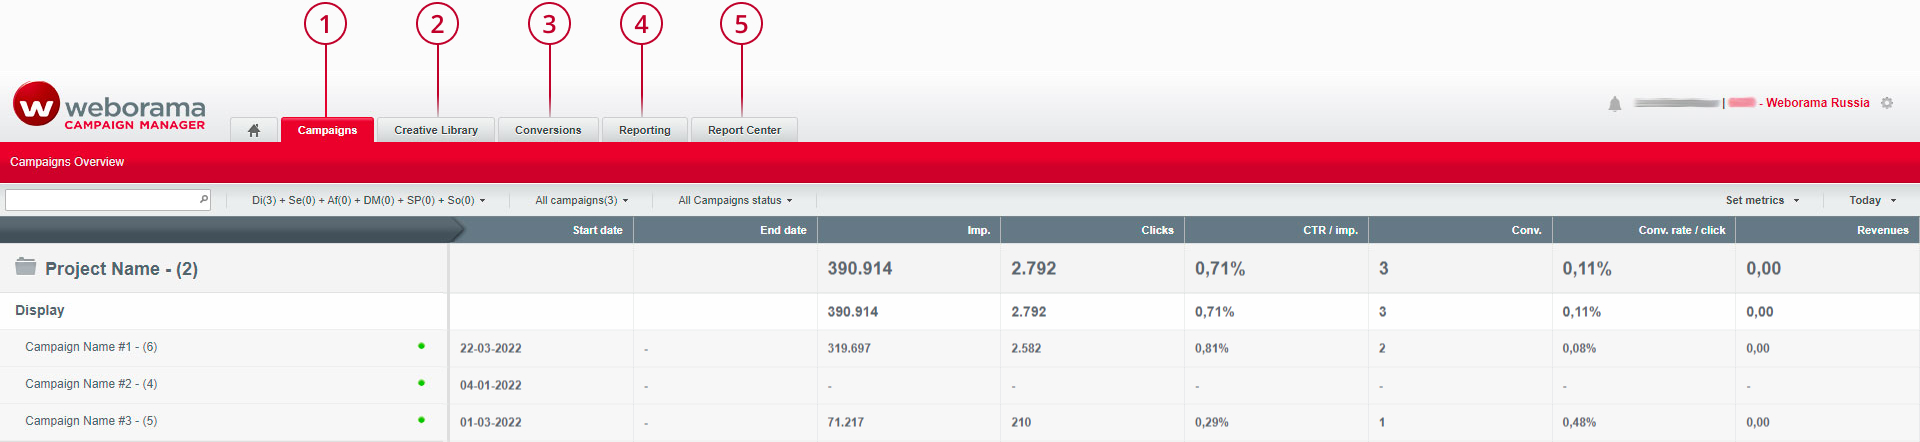 1 2 3 4 5
W weborama
CAMPAIGN MANAGER
| - Weborama Russia
Campaigns Creative Library Conversions Reporting Report Center
Campaigns Overview
Di(3) + Se(0) + Af(0) + DM(0) + SP(0) + So(0) All campaigns(3) All Campaigns status Set metrics Today
Start date End date Imp. Clicks CTR / imp. Conv. Conv. rate / click Revenues
Project Name - (2) 390.914 2.792 0,71% 3 0,11% 0,00
Display 390.914 2.792 0,71% 3 0,11% 0,00
Campaign Name #1 - (6) 22-03-2022 - 319.697 2.582 0,81% 2 0,08% 0,00
Campaign Name #2 - (4) 04-01-2022 - - - - - - -
Campaign Name #3 - (5) 01-03-2022 - 71.217 210 0,29% 1 0,48% 0,00